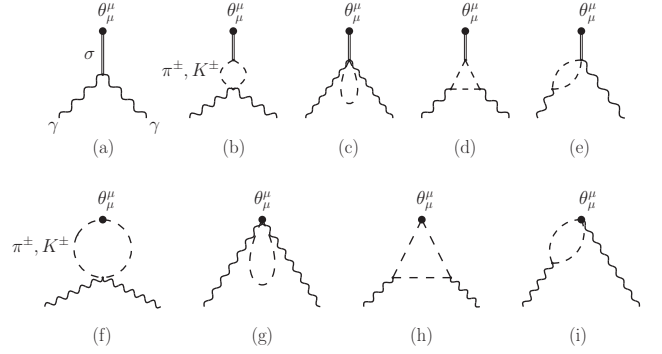 θ^μ_μ θ^μ_μ θ^μ_μ θ^μ_μ θ^μ_μ
σ π±, K±
γ γ
(a) (b) (c) (d) (e)
θ^μ_μ θ^μ_μ θ^μ_μ θ^μ_μ
π±, K±
(f) (g) (h) (i)